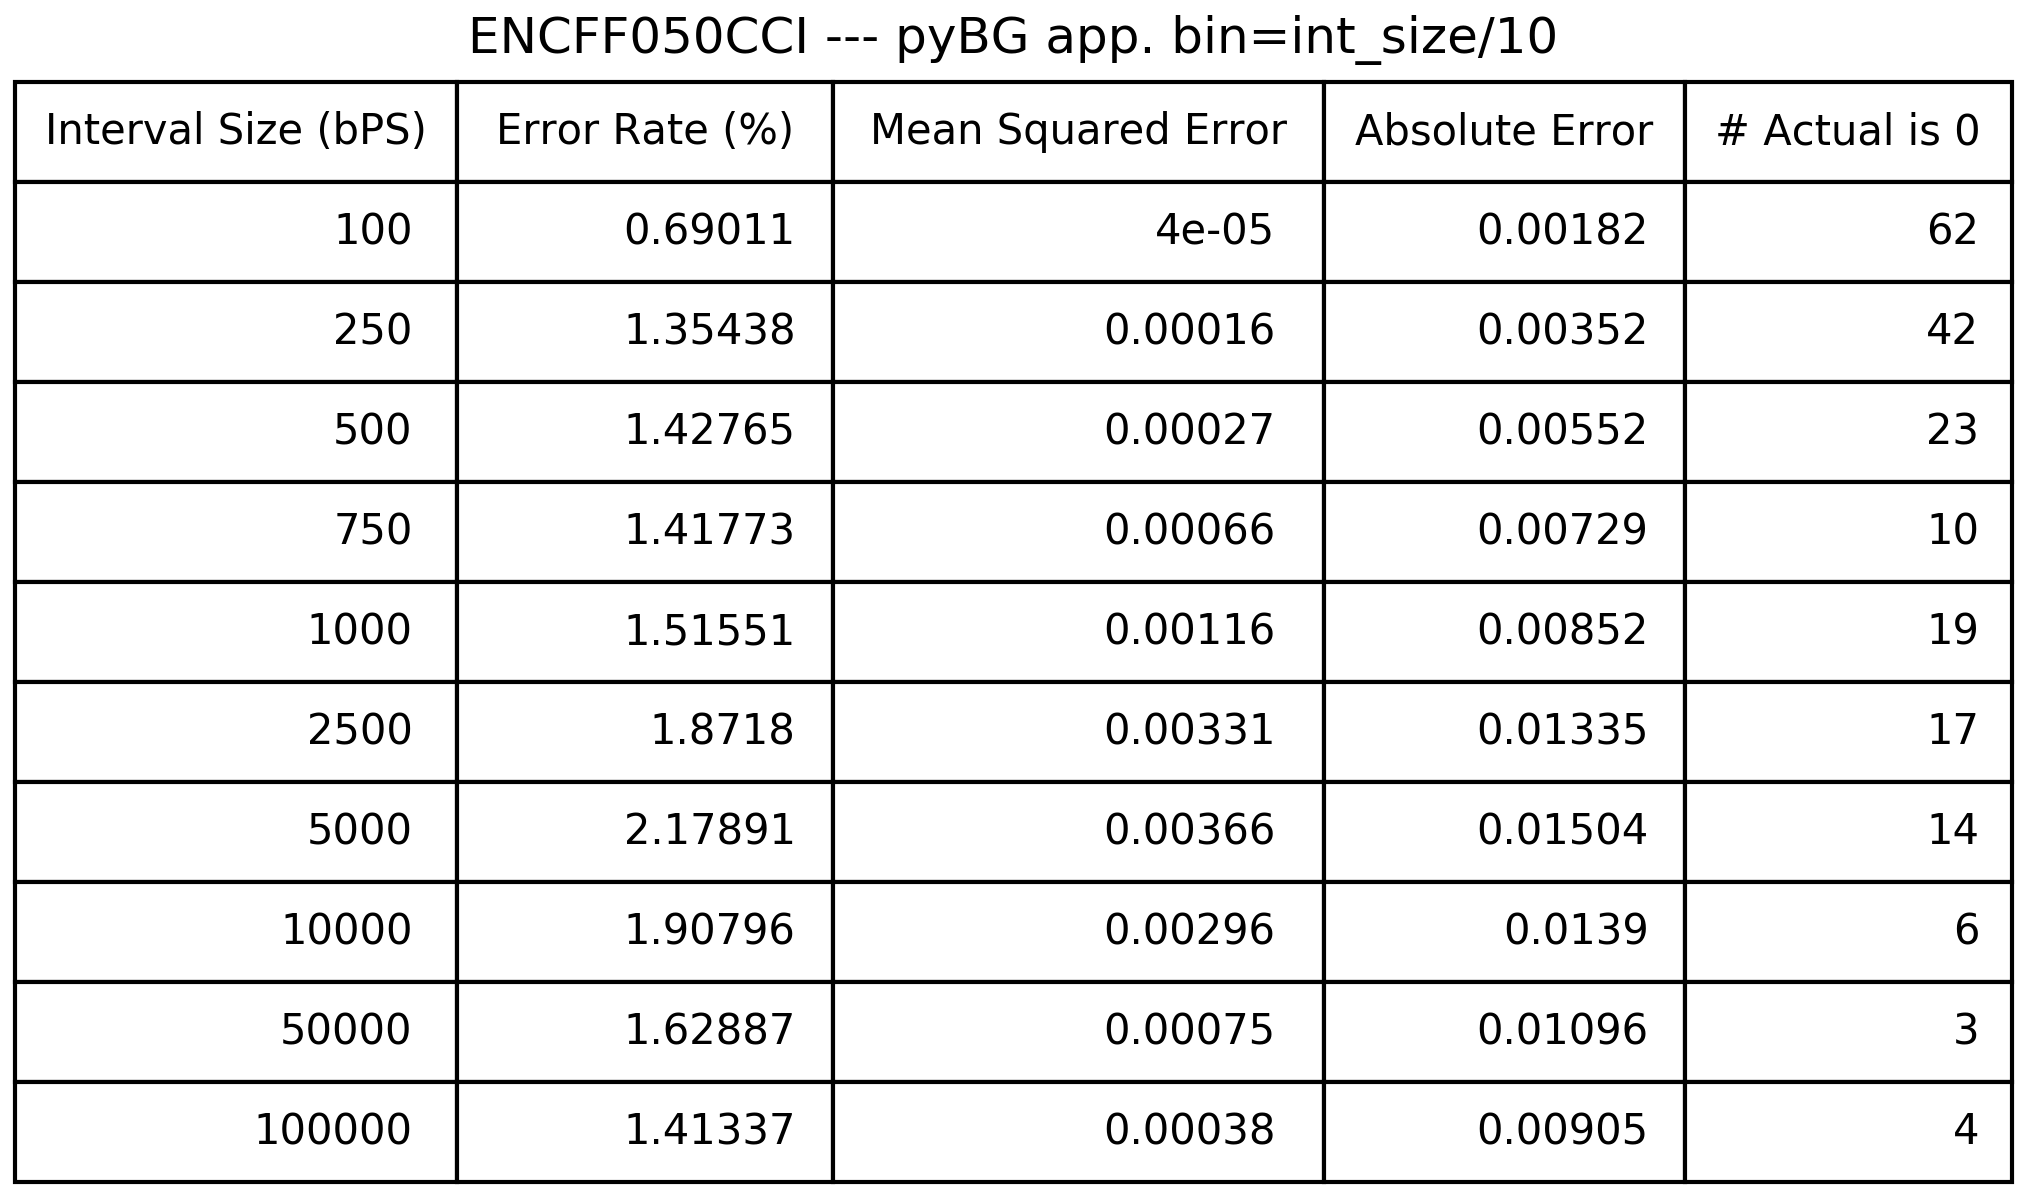 ENCFF050CCI --- pyBG app. bin=int_size/10
Interval Size (bPS) Error Rate (%) Mean Squared Error Absolute Error # Actual is 0
100 0.69011 4e-05 0.00182 62
250 1.35438 0.00016 0.00352 42
500 1.42765 0.00027 0.00552 23
750 1.41773 0.00066 0.00729 10
1000 1.51551 0.00116 0.00852 19
2500 1.8718 0.00331 0.01335 17
5000 2.17891 0.00366 0.01504 14
10000 1.90796 0.00296 0.0139 6
50000 1.62887 0.00075 0.01096 3
100000 1.41337 0.00038 0.00905 4